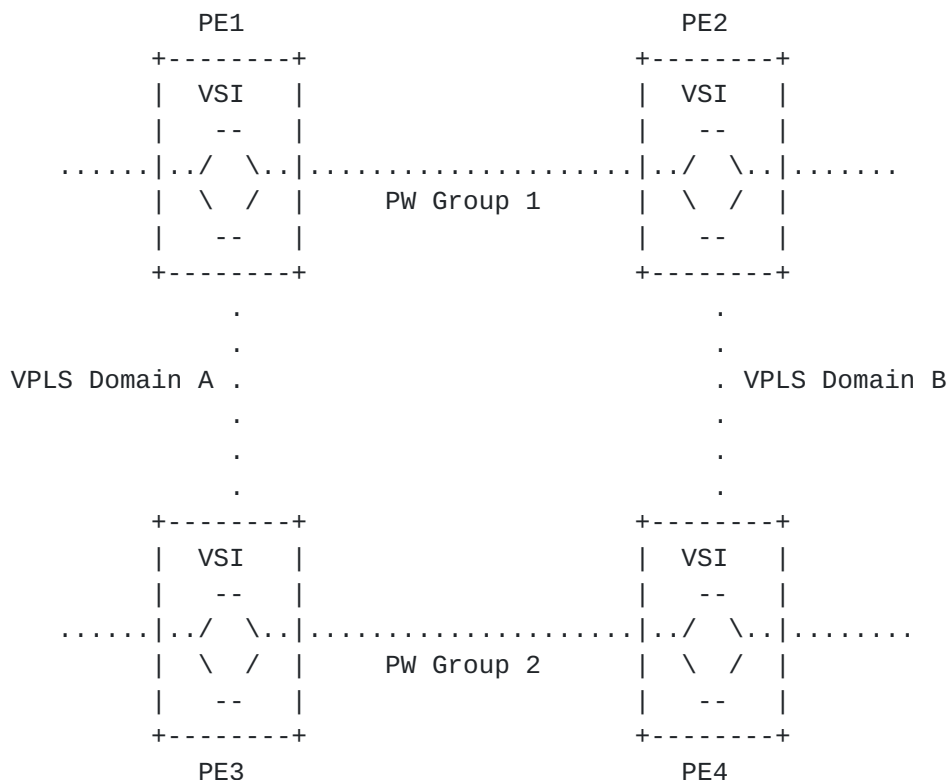 PE1                            PE2
         +--------+                     +--------+
         |  VSI   |                     |  VSI   |
         |   --   |                     |   --   |
   ......|../  \..|.....................|../  \..|.......
         |  \  /  |     PW Group 1      |  \  /  |
         |   --   |                     |   --   |
         +--------+                     +--------+
              .                              .
              .                              .
VPLS Domain A .                              . VPLS Domain B
              .                              .
              .                              .
              .                              .
         +--------+                     +--------+
         |  VSI   |                     |  VSI   |
         |   --   |                     |   --   |
   ......|../  \..|.....................|../  \..|........
         |  \  /  |     PW Group 2      |  \  /  |
         |   --   |                     |   --   |
         +--------+                     +--------+
            PE3                            PE4